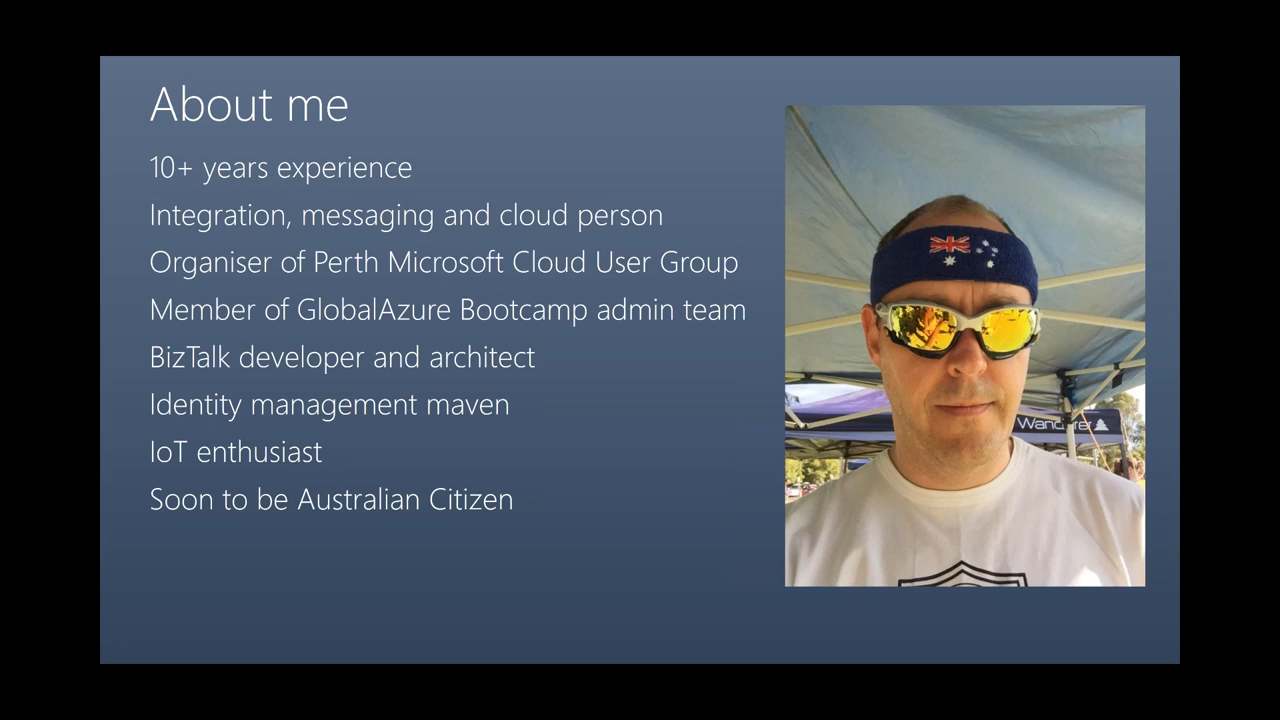 About me
10+ years experience
Integration, messaging and cloud person
Organiser of Perth Microsoft Cloud User Group
Member of GlobalAzure Bootcamp admin team
BizTalk developer and architect
Identity management maven
IoT enthusiast
Soon to be Australian Citizen
Wanderer